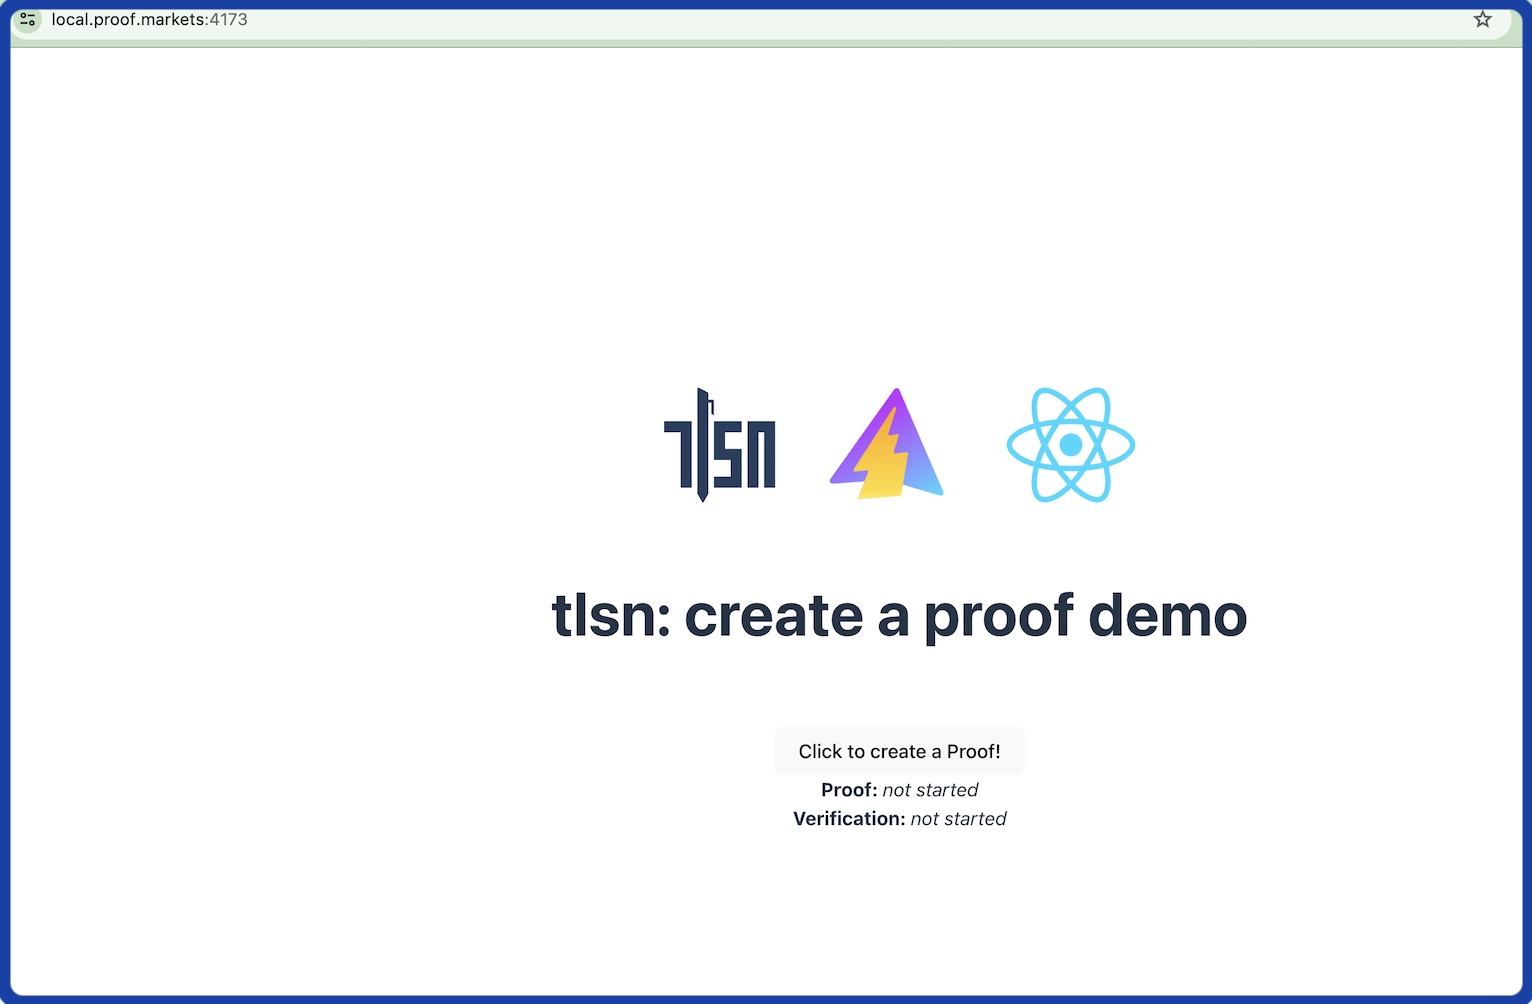 local.proof.markets:4173
tlsn
tlsn: create a proof demo
Click to create a Proof!
Proof: not started
Verification: not started